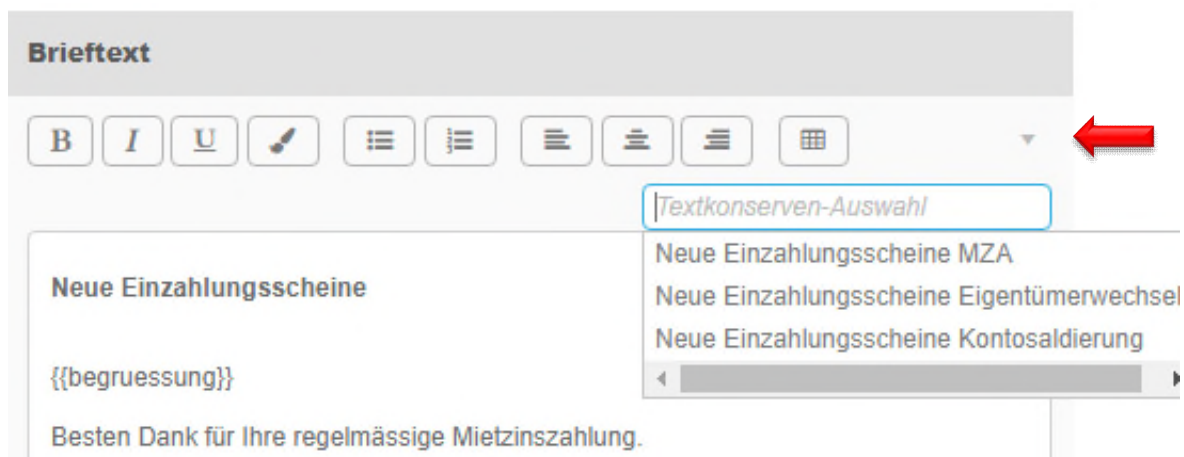 Brieftext
B I U
Textkonserven-Auswahl
Neue Einzahlungsscheine MZA
Neue Einzahlungsscheine Eigentümerwechsel
Neue Einzahlungsscheine Kontosaldierung
Neue Einzahlungsscheine
{{begruessung}}
Besten Dank für Ihre regelmässige Mietzinszahlung.